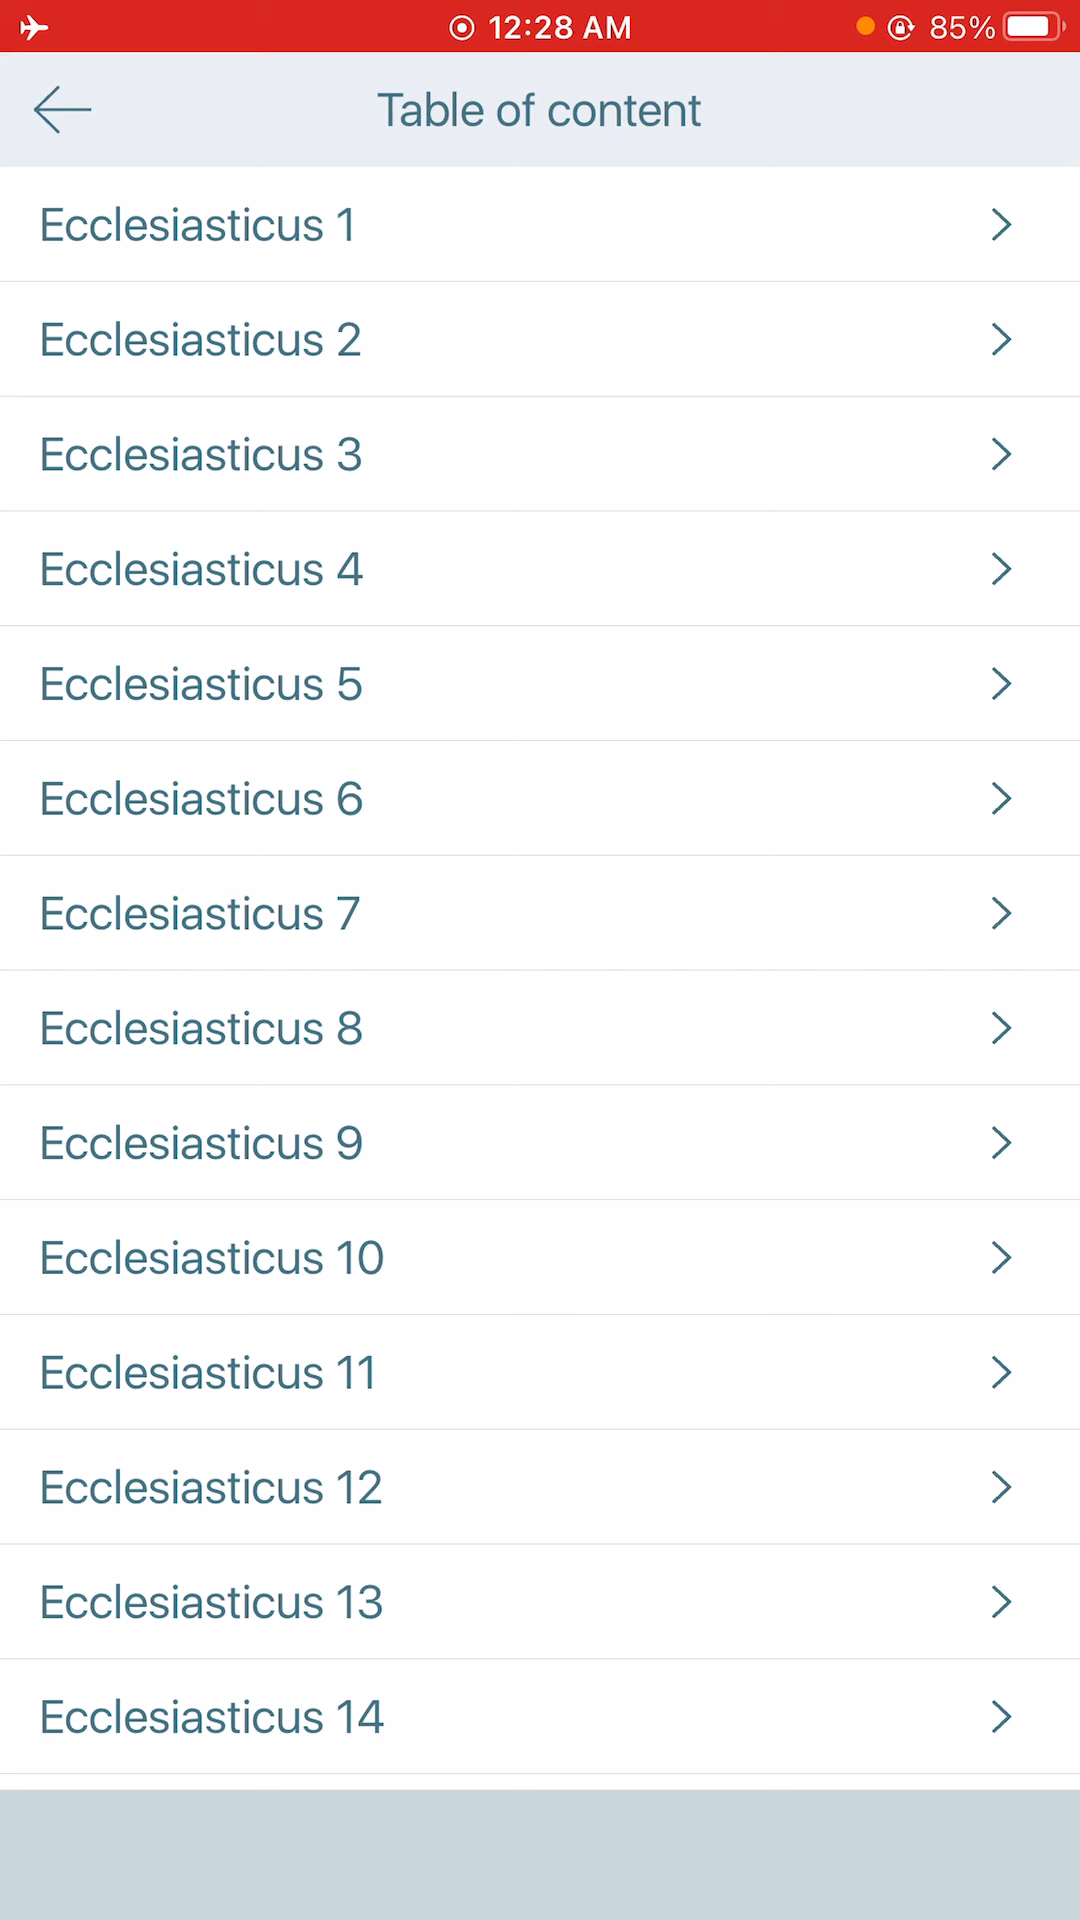 12:28 AM 85%
Table of content
Ecclesiasticus 1
Ecclesiasticus 2
Ecclesiasticus 3
Ecclesiasticus 4
Ecclesiasticus 5
Ecclesiasticus 6
Ecclesiasticus 7
Ecclesiasticus 8
Ecclesiasticus 9
Ecclesiasticus 10
Ecclesiasticus 11
Ecclesiasticus 12
Ecclesiasticus 13
Ecclesiasticus 14